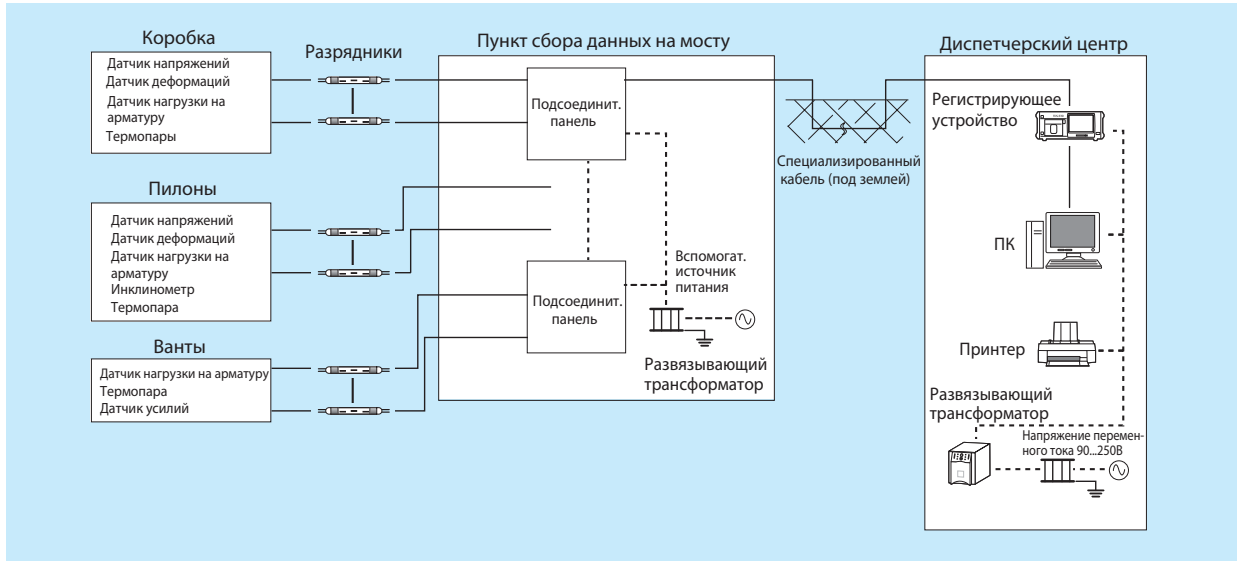 Коробка
Датчик напряжений
Датчик деформаций
Датчик нагрузки на
арматуру
Термопары
Разрядники
Пилоны
Датчик напряжений
Датчик деформаций
Датчик нагрузки на
арматуру
Инклинометр
Термопара
Ванты
Датчик нагрузки на арматуру
Термопара
Датчик усилий
Пункт сбора данных на мосту
Подсоединит.
панель
Подсоединит.
панель
Вспомогат.
источник
питания
Развязывающий
трансформатор
Специализированный
кабель (под землей)
Диспетчерский центр
Регистрирующее
устройство
ПК
Принтер
Развязывающий
трансформатор
Напряжение перемен-
ного тока 90...250В